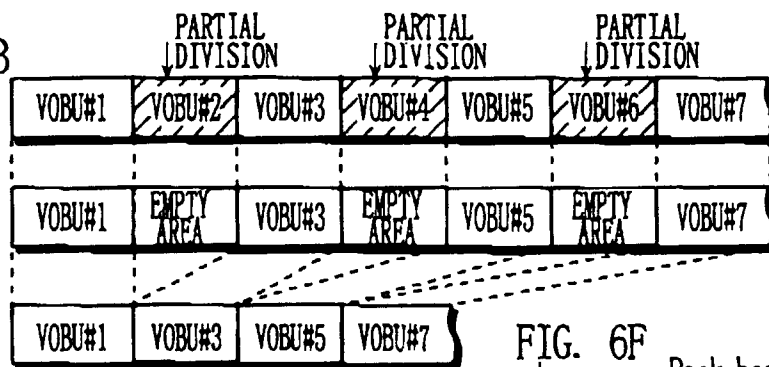 PARTIAL DIVISION PARTIAL DIVISION PARTIAL DIVISION
VOBU#1 VOBU#2 VOBU#3 VOBU#4 VOBU#5 VOBU#6 VOBU#7
VOBU#1 EMPTY AREA VOBU#3 EMPTY AREA VOBU#5 EMPTY AREA VOBU#7
VOBU#1 VOBU#3 VOBU#5 VOBU#7
FIG. 6F